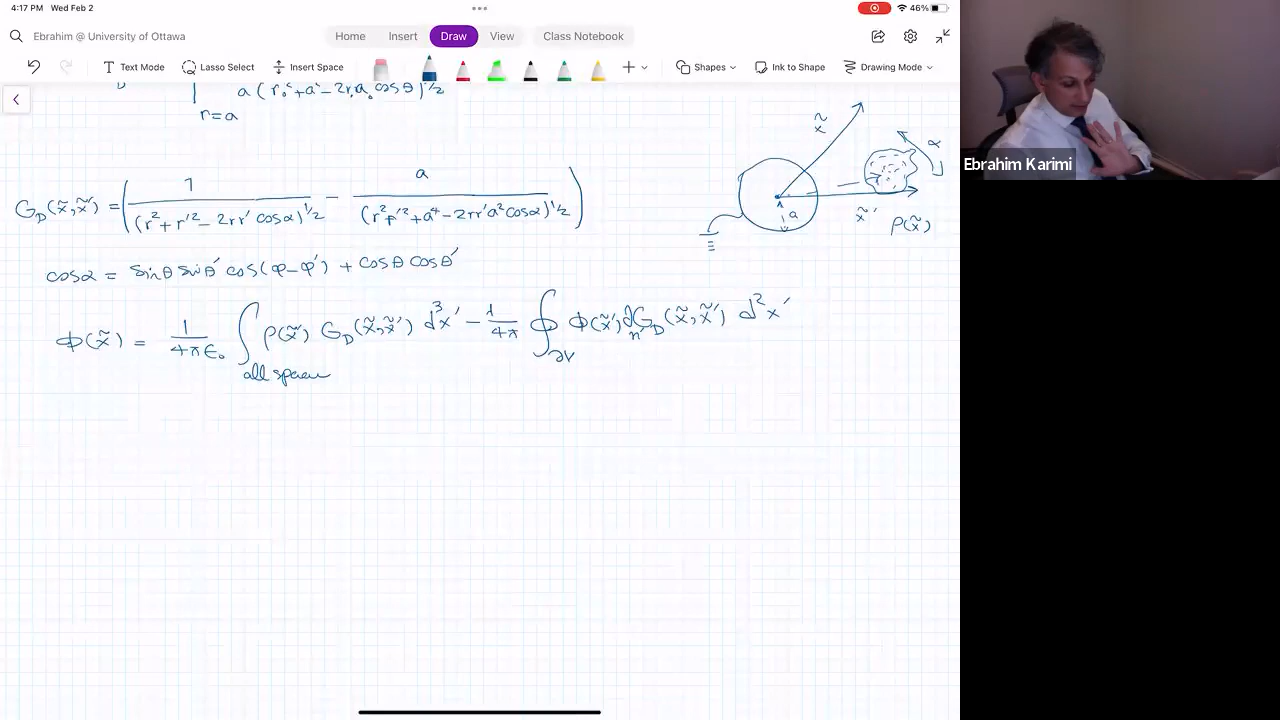 4:17 PM Wed Feb 2
46%
Ebrahim @ University of Ottawa
Home Insert Draw View Class Notebook
Text Mode Lasso Select Insert Space Shapes Ink to Shape Drawing Mode
a(r₀²+a²−2r₀a cosθ)^1/2
r=a
G_D(x̃,x̃′) = (1/(r²+r′²−2rr′cosα)^1/2 − a/(r²r′²+a⁴−2rr′a²cosα)^1/2)
cosα = sinθ sinθ′ cos(φ−φ′) + cosθ cosθ′
Φ(x̃) = 1/4πε₀ ∫ ρ(x̃′) G_D(x̃,x̃′) d³x′ − 1/4π ∮ Φ(x̃′) ∂G_D(x̃,x̃′) d²x′
all space
∂V
n′
x̃
α
a
x̃′
ρ(x̃)
Ebrahim Karimi